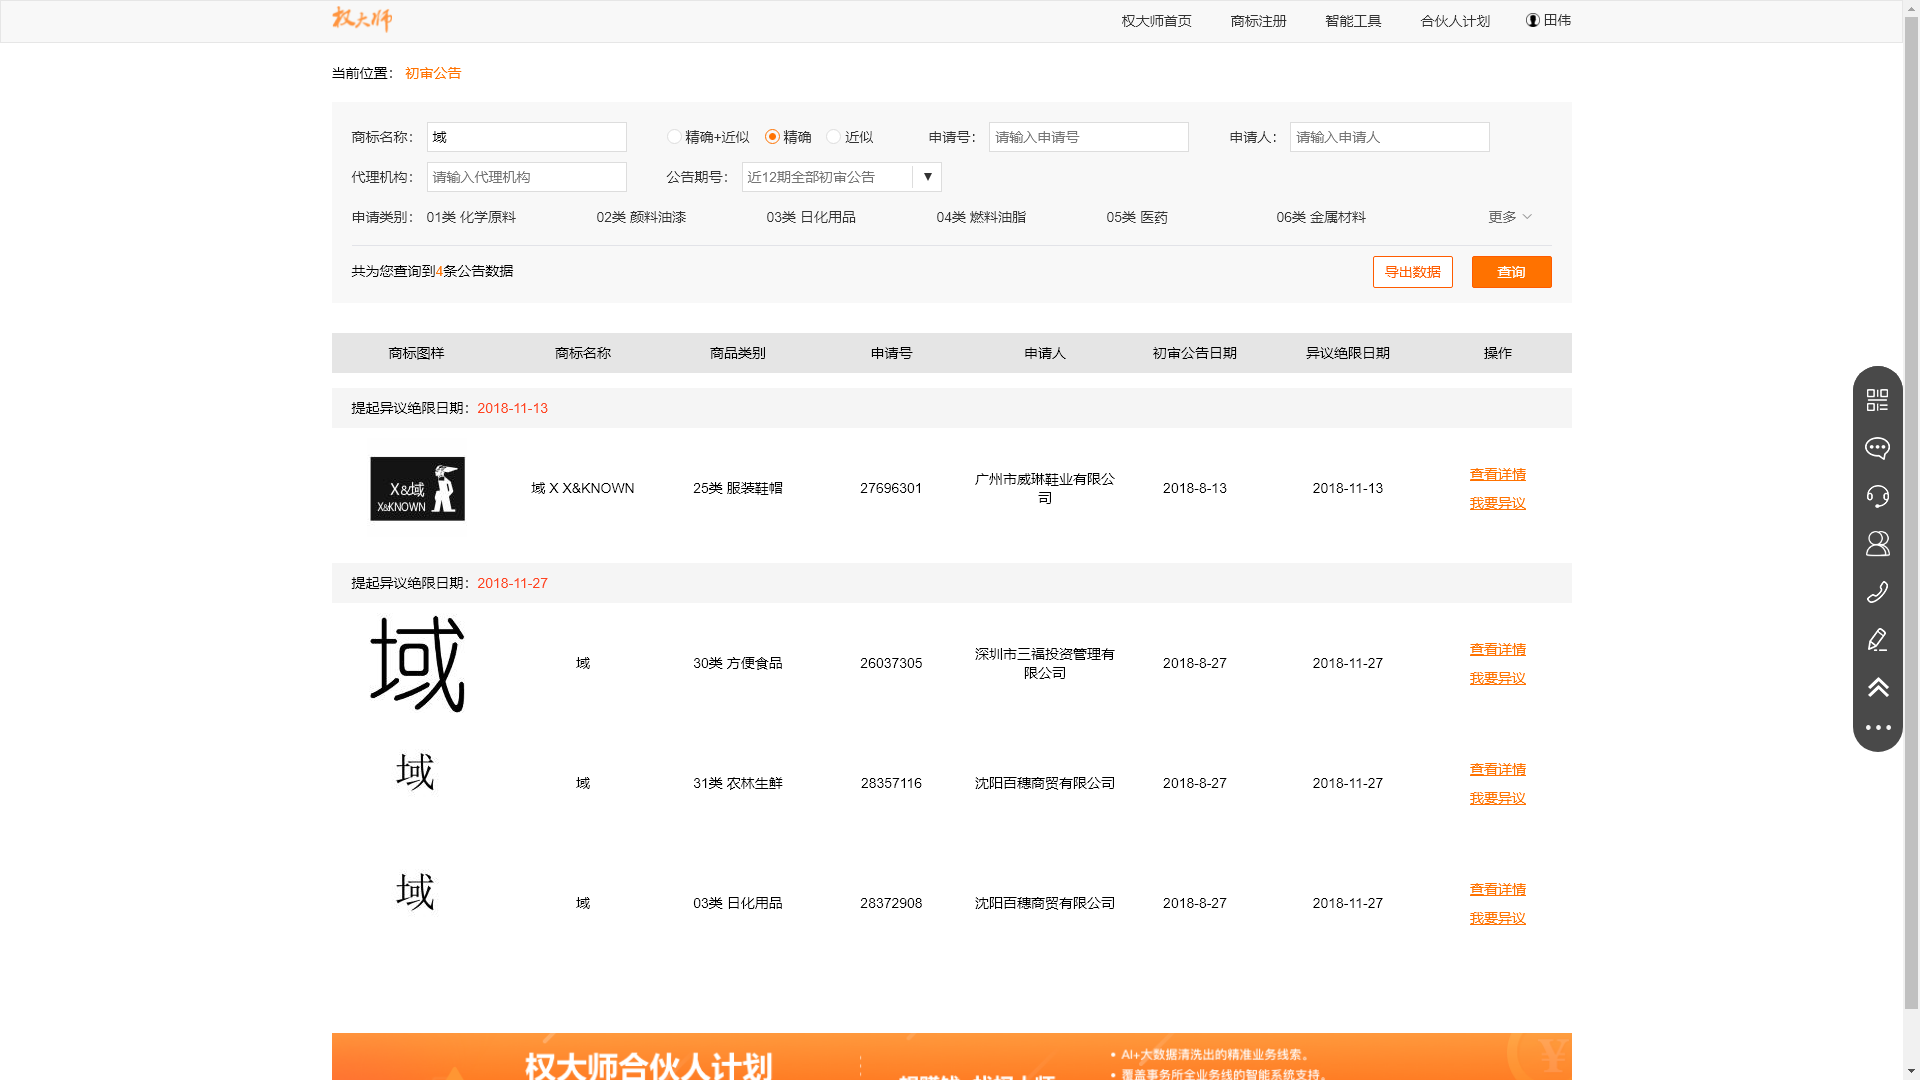 权大师 权大师首页 商标注册 智能工具 合伙人计划 田伟
当前位置： 初审公告
商标名称： 域 精确+近似 精确 近似 申请号： 请输入申请号 申请人： 请输入申请人
代理机构： 请输入代理机构 公告期号： 近12期全部初审公告
申请类别： 01类 化学原料 02类 颜料油漆 03类 日化用品 04类 燃料油脂 05类 医药 06类 金属材料 更多
共为您查询到4条公告数据 导出数据 查询
商标图样 商标名称 商品类别 申请号 申请人 初审公告日期 异议绝限日期 操作
提起异议绝限日期：2018-11-13
X&域
X&KNOWN
域 X X&KNOWN 25类 服装鞋帽 27696301 广州市威琳鞋业有限公
司
2018-8-13 2018-11-13 查看详情
我要异议
提起异议绝限日期：2018-11-27
域 域 30类 方便食品 26037305 深圳市三福投资管理有
限公司
2018-8-27 2018-11-27 查看详情
我要异议
域 域 31类 农林生鲜 28357116 沈阳百穗商贸有限公司 2018-8-27 2018-11-27 查看详情
我要异议
域 域 03类 日化用品 28372908 沈阳百穗商贸有限公司 2018-8-27 2018-11-27 查看详情
我要异议
权大师合伙人计划
• AI+大数据清洗出的精准业务线索。
• 覆盖事务所全业务线的智能系统支持。
¥